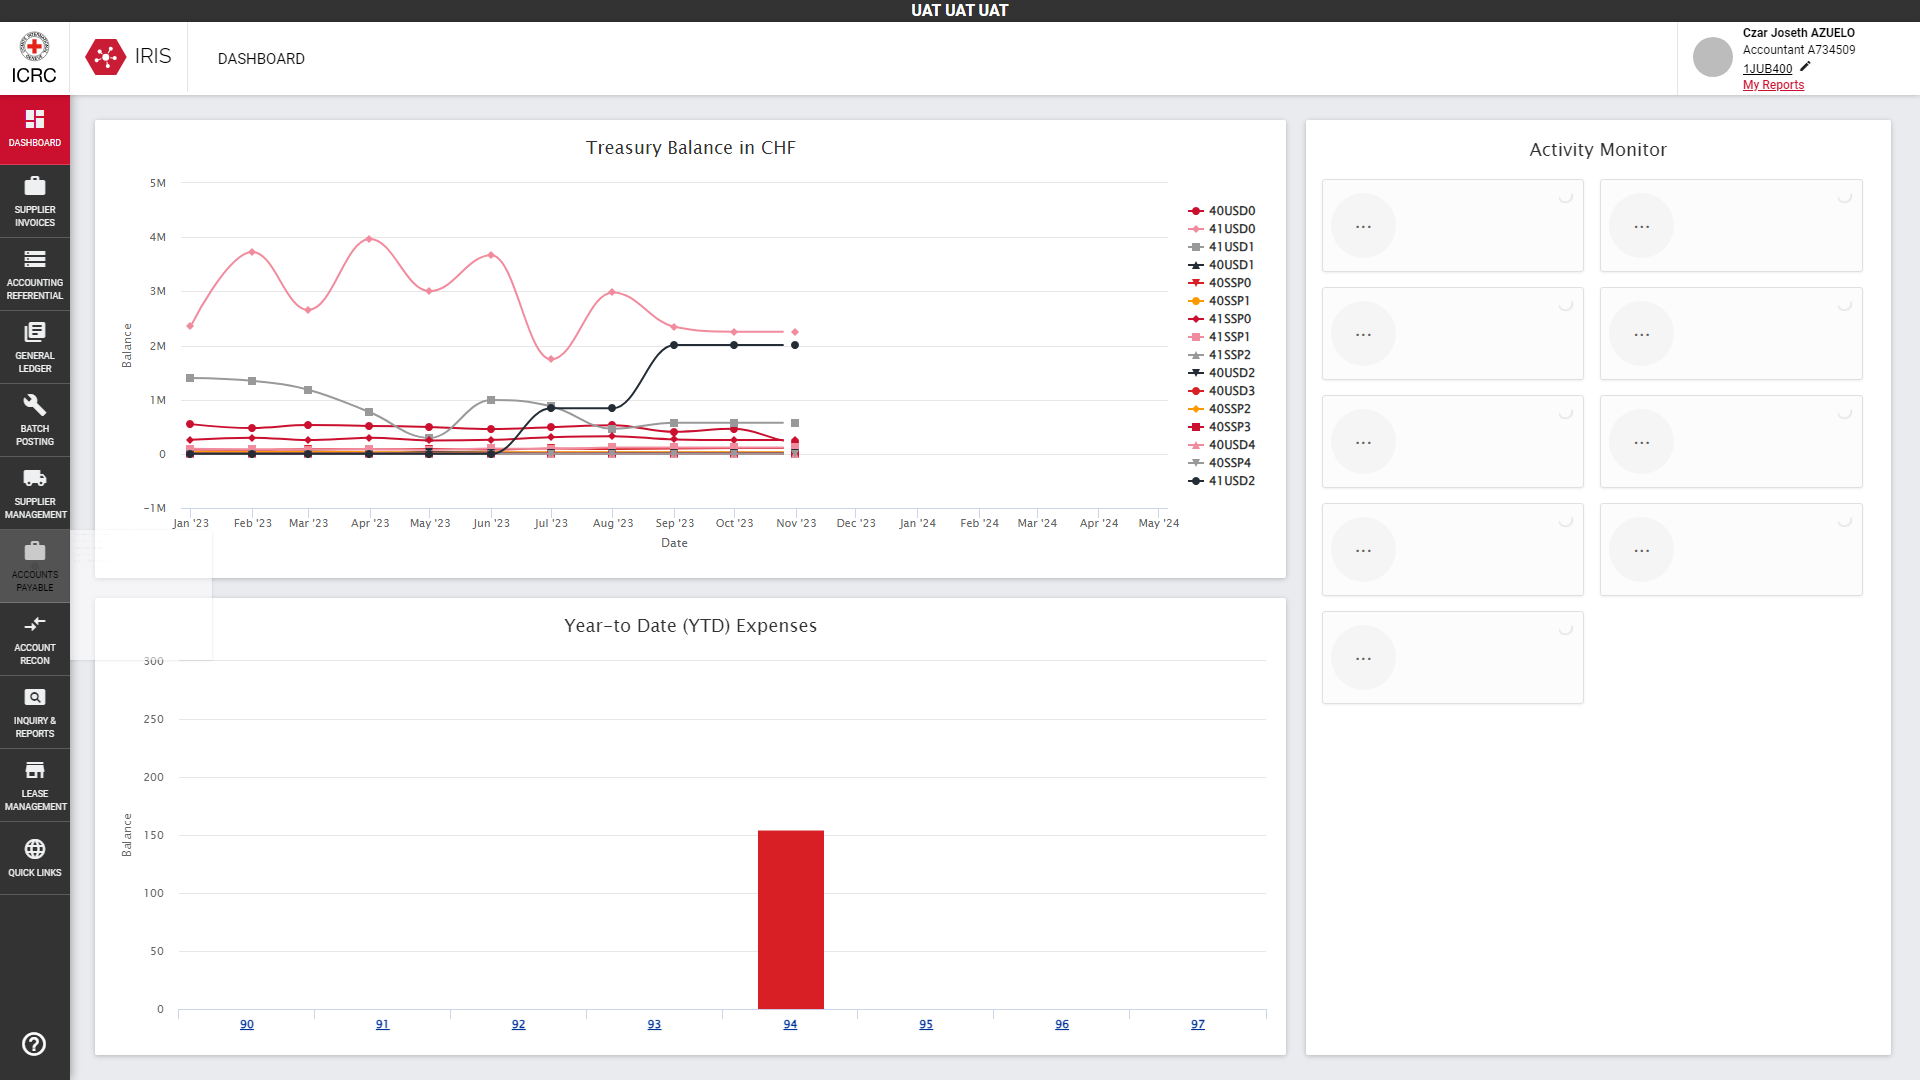 UAT UAT UAT
ICRC
IRIS
DASHBOARD
Czar Joseth AZUELO
Accountant A734509
1JUB400
My Reports
DASHBOARD
SUPPLIER
INVOICES
ACCOUNTING
REFERENTIAL
GENERAL
LEDGER
BATCH
POSTING
SUPPLIER
MANAGEMENT
ACCOUNTS
PAYABLE
ACCOUNT
RECON
INQUIRY &
REPORTS
LEASE
MANAGEMENT
QUICK LINKS
Treasury Balance in CHF
5M
4M
3M
2M
1M
0
-1M
Balance
Jan '23 Feb '23 Mar '23 Apr '23 May '23 Jun '23 Jul '23 Aug '23 Sep '23 Oct '23 Nov '23 Dec '23 Jan '24 Feb '24 Mar '24 Apr '24 May '24
Date
40USD0
41USD0
41USD1
40USD1
40SSP0
40SSP1
41SSP0
41SSP1
41SSP2
40USD2
40USD3
40SSP2
40SSP3
40USD4
40SSP4
41USD2
Year-to Date (YTD) Expenses
300
250
200
150
100
50
0
Balance
90 91 92 93 94 95 96 97
Activity Monitor
... ...
... ...
... ...
... ...
...